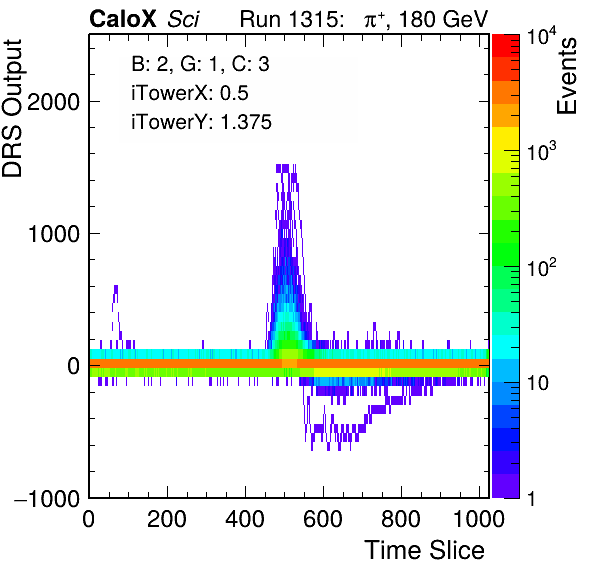 CaloX Sci Run 1315: π⁺, 180 GeV
B: 2, G: 1, C: 3
iTowerX: 0.5
iTowerY: 1.375
DRS Output
2000
1000
0
−1000
0 200 400 600 800 1000
Time Slice
10⁴
10³
10²
10
1
Events